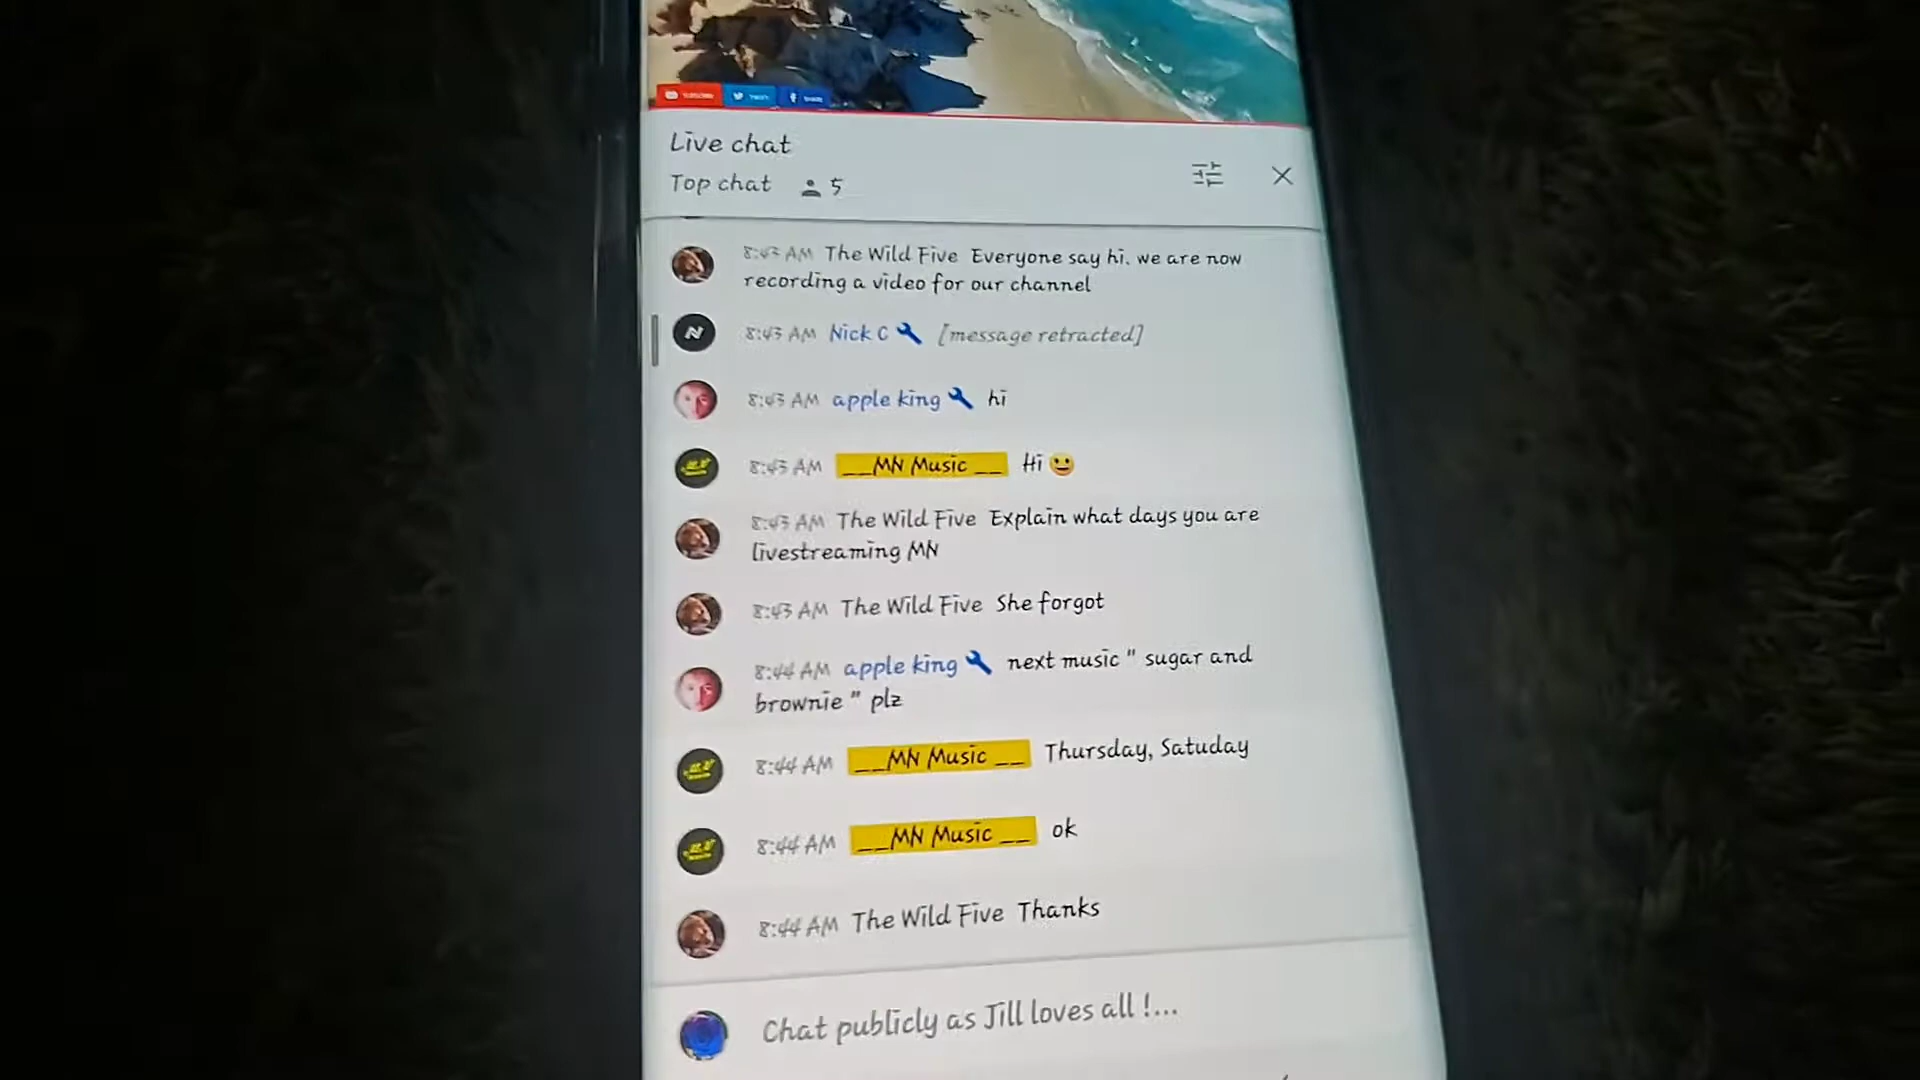 SUBSCRIBE TWEET SHARE
Live chat
Top chat 5
8:43 AM The Wild Five Everyone say hi. we are now
recording a video for our channel
8:43 AM Nick C [message retracted]
8:43 AM apple king hi
8:43 AM __MN Music __ Hi 😀
8:43 AM The Wild Five Explain what days you are
livestreaming MN
8:43 AM The Wild Five She forgot
8:44 AM apple king next music " sugar and
brownie " plz
8:44 AM __MN Music __ Thursday, Satuday
8:44 AM __MN Music __ ok
8:44 AM The Wild Five Thanks
Chat publicly as Jill loves all !...